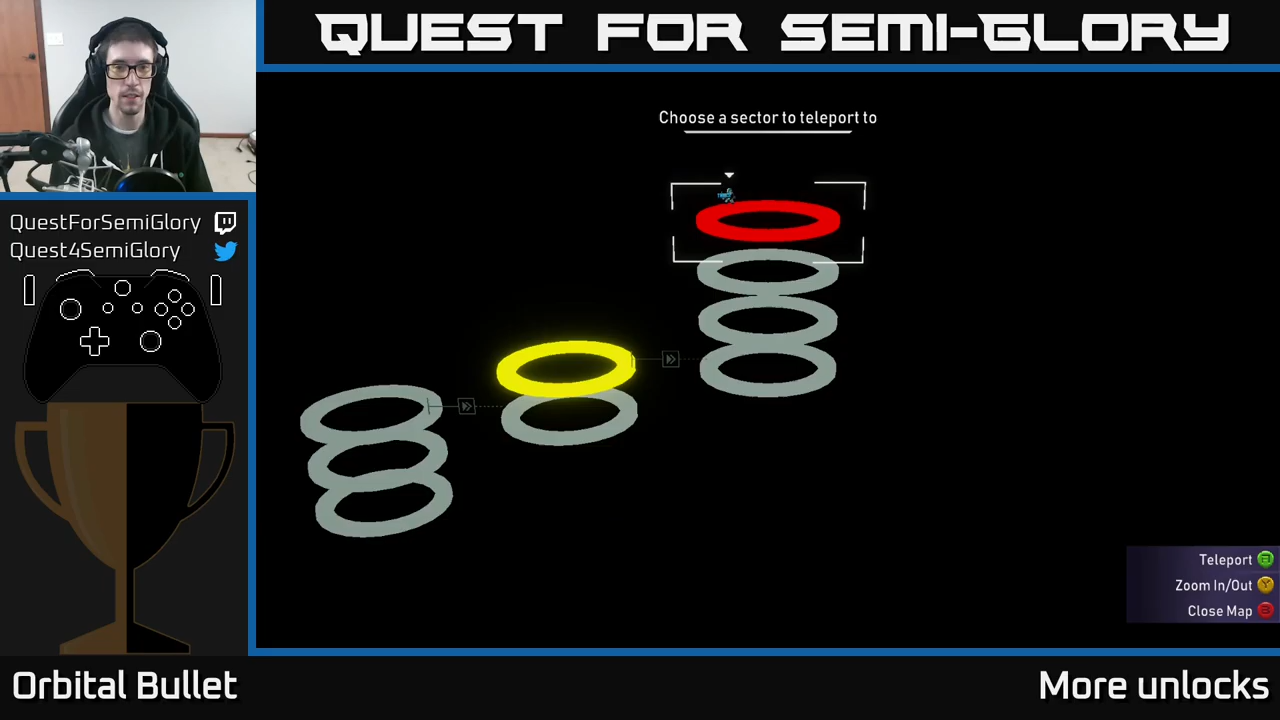 QUEST FOR SEMI-GLORY
Choose a sector to teleport to
QuestForSemiGlory
Quest4SemiGlory
Teleport
Zoom In/Out Y
Close Map B
Orbital Bullet
More unlocks